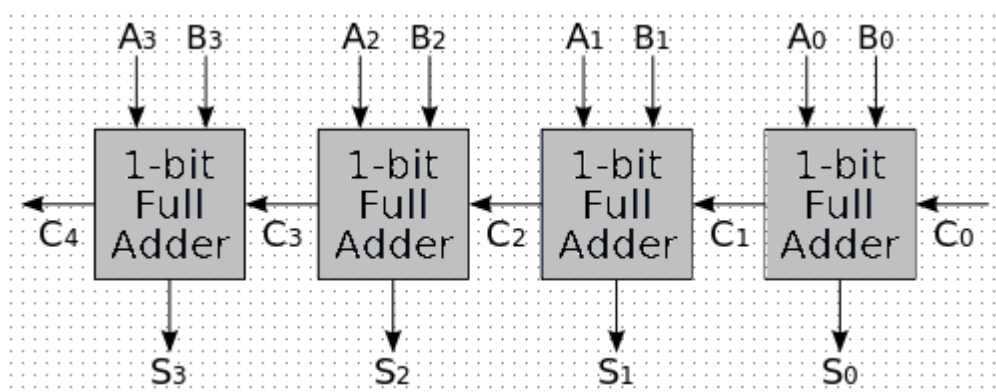 A3 B3 A2 B2 A1 B1 A0 B0
1-bit Full Adder
1-bit Full Adder
1-bit Full Adder
1-bit Full Adder
C4 C3 C2 C1 C0
S3 S2 S1 S0